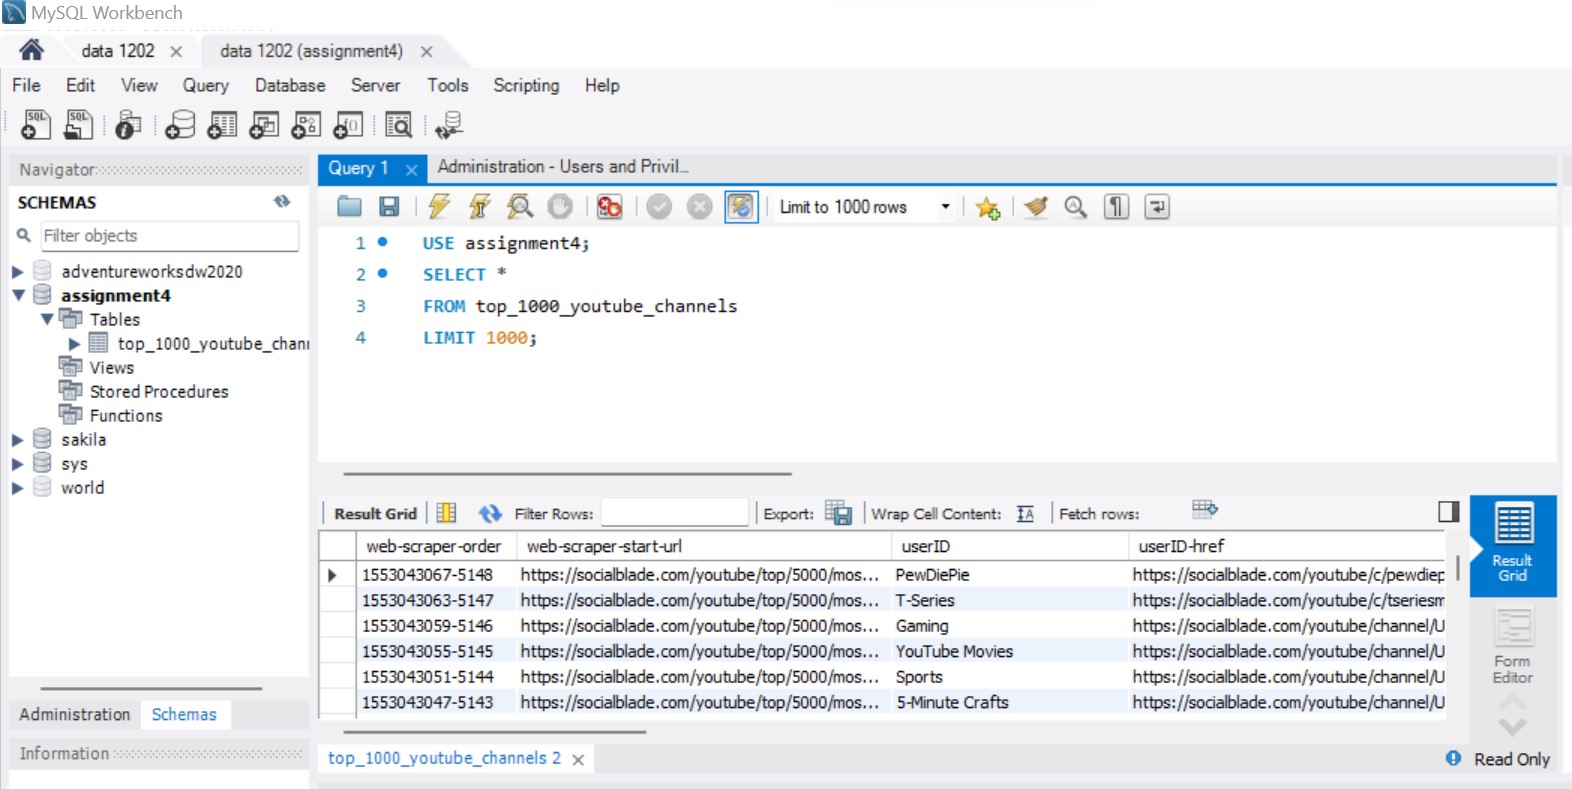 MySQL Workbench
data 1202 data 1202 (assignment4)
File Edit View Query Database Server Tools Scripting Help
Navigator
SCHEMAS
Filter objects
adventureworksdw2020
assignment4
Tables
top_1000_youtube_chan
Views
Stored Procedures
Functions
sakila
sys
world
Administration Schemas
Information
Query 1 Administration - Users and Privil...
Limit to 1000 rows
1 USE assignment4;
2 SELECT *
3 FROM top_1000_youtube_channels
4 LIMIT 1000;
Result Grid Filter Rows: Export: Wrap Cell Content: Fetch rows:
web-scraper-order web-scraper-start-url userID userID-href
1553043067-5148 https://socialblade.com/youtube/top/5000/mos... PewDiePie https://socialblade.com/youtube/c/pewdiep
1553043063-5147 https://socialblade.com/youtube/top/5000/mos... T-Series https://socialblade.com/youtube/c/tseriesm
1553043059-5146 https://socialblade.com/youtube/top/5000/mos... Gaming https://socialblade.com/youtube/channel/U
1553043055-5145 https://socialblade.com/youtube/top/5000/mos... YouTube Movies https://socialblade.com/youtube/channel/U
1553043051-5144 https://socialblade.com/youtube/top/5000/mos... Sports https://socialblade.com/youtube/channel/U
1553043047-5143 https://socialblade.com/youtube/top/5000/mos... 5-Minute Crafts https://socialblade.com/youtube/channel/U
Result
Grid
Form
Editor
top_1000_youtube_channels 2
Read Only